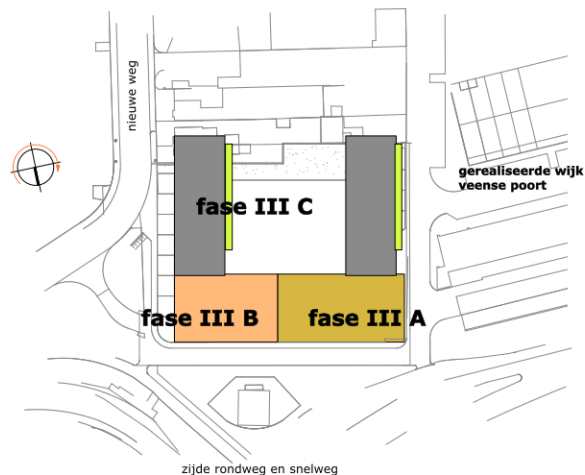 nieuwe weg
gerealiseerde wijk
veense poort
fase III C
fase III B
fase III A
zijde rondweg en snelweg